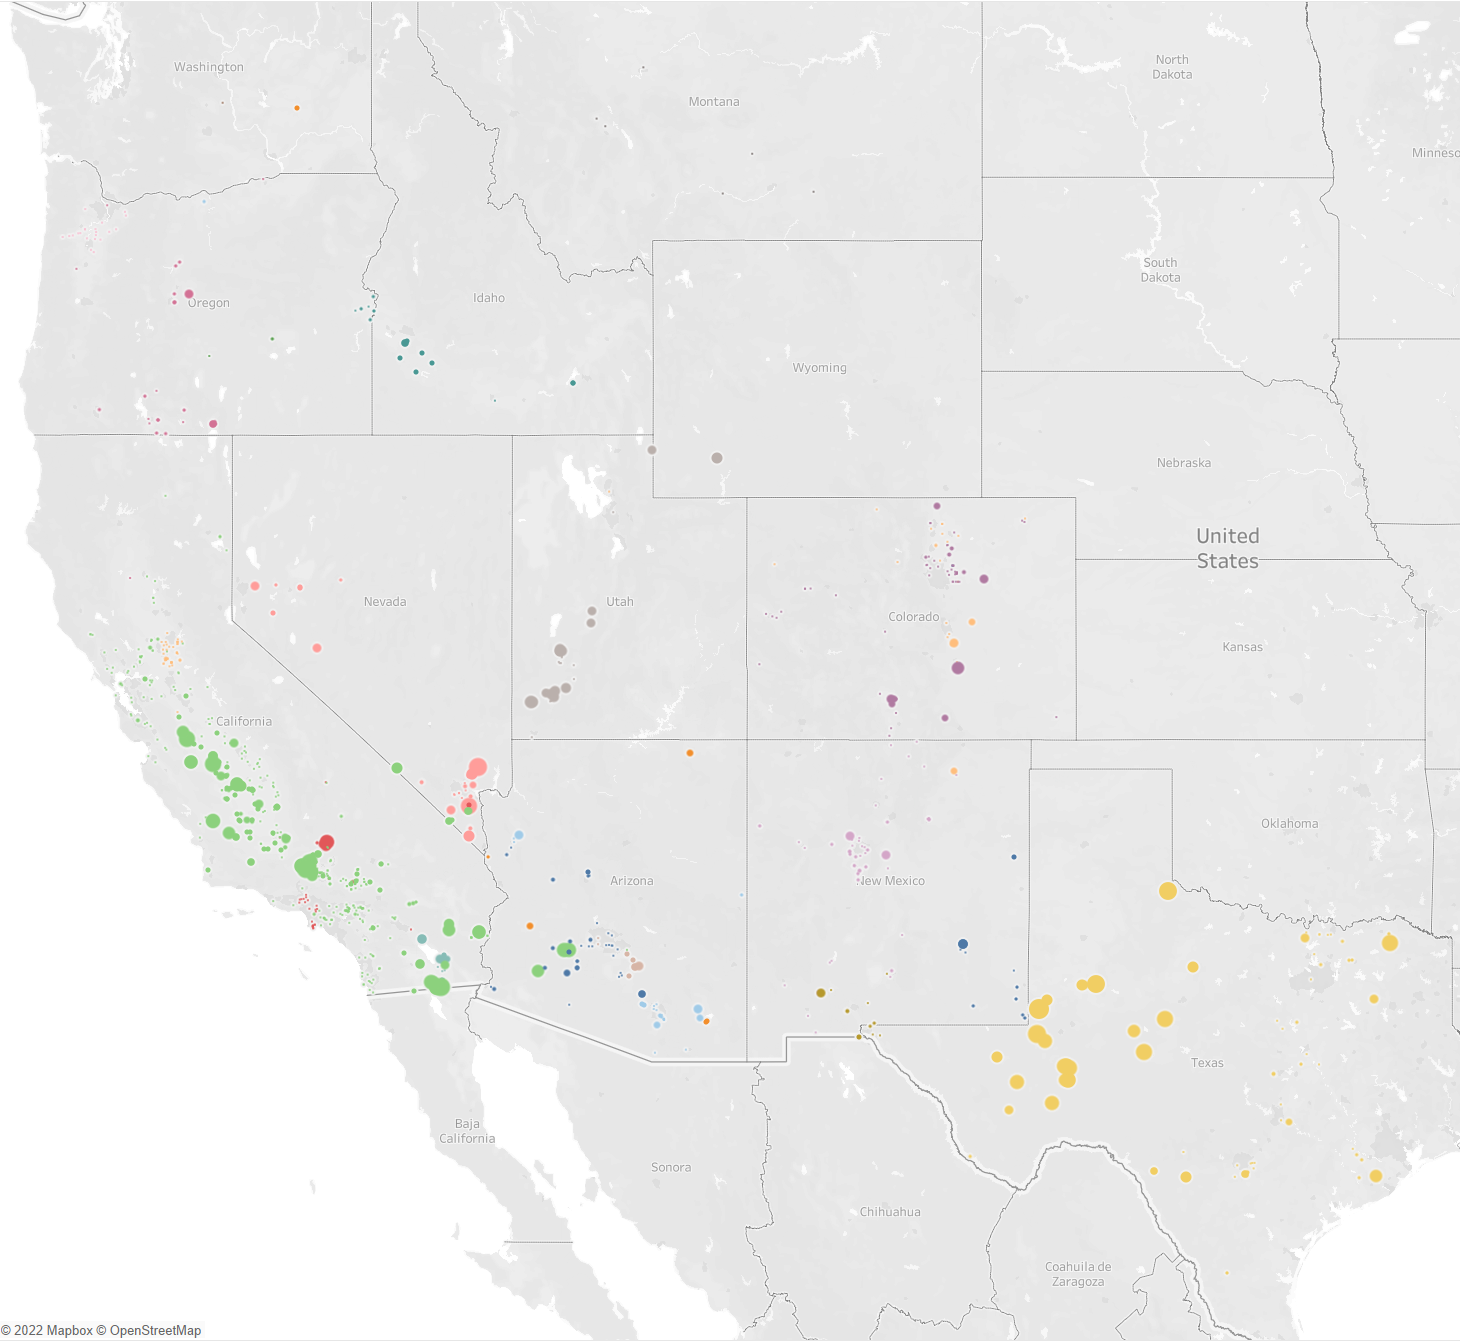 Washington
Montana
North
Dakota
Minneso
Oregon
Idaho
South
Dakota
Wyoming
Nebraska
United
States
Nevada
Utah
Colorado
Kansas
California
Oklahoma
Arizona
New Mexico
Texas
Baja
California
Sonora
Chihuahua
Coahuila de
Zaragoza
© 2022 Mapbox © OpenStreetMap